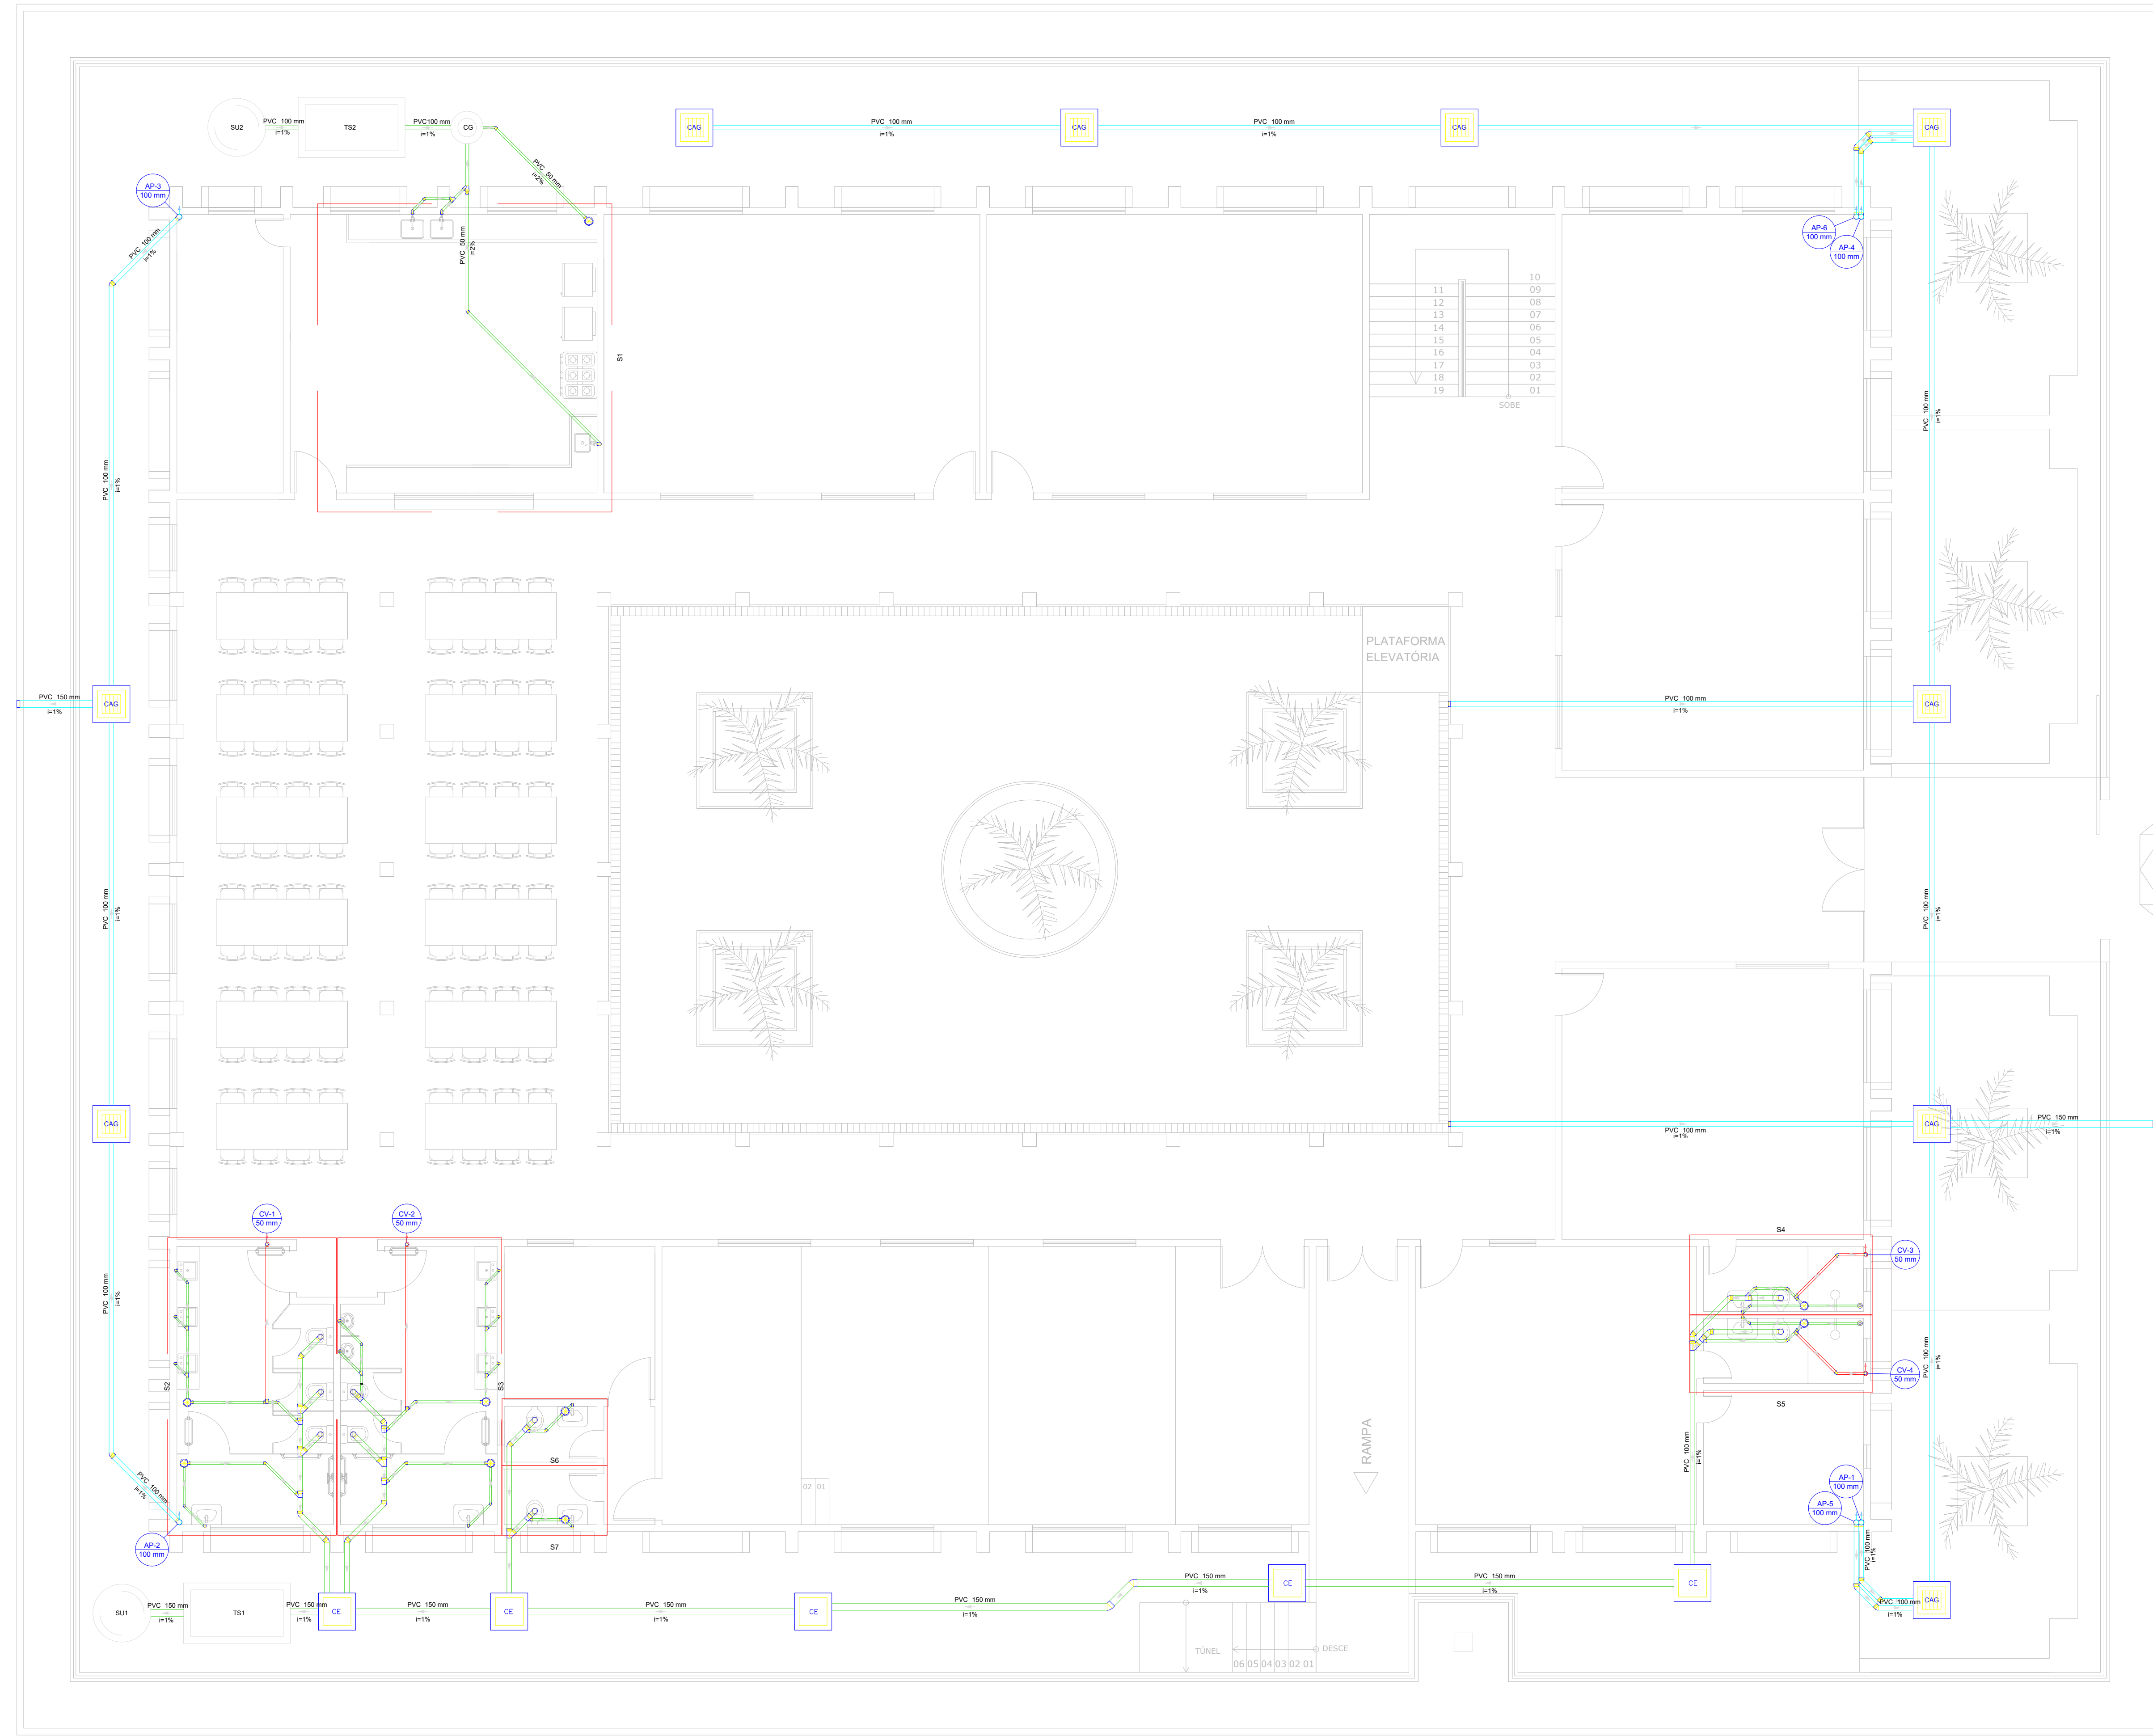 SU2
PVC 100 mm
i=1%
TS2
PVC100 mm
i=1%
CG
PVC 50 mm
i=2%
CAG
PVC 100 mm
i=1%
CAG
PVC 100 mm
i=1%
CAG
CAG
AP-3
100 mm
PVC 100 mm
i=1%
PVC 50 mm
i=2%
S1
AP-6
100 mm
AP-4
100 mm
10
11
09
12
08
13
07
14
06
15
05
16
04
17
03
18
02
19
01
SOBE
PVC 100 mm
i=1%
PVC 100 mm
i=1%
PLATAFORMA
ELEVATÓRIA
PVC 150 mm
i=1%
CAG
PVC 100 mm
i=1%
CAG
PVC 100 mm
i=1%
PVC 100 mm
i=1%
CAG
PVC 100 mm
i=1%
CAG
PVC 150 mm
i=1%
CV-1
50 mm
CV-2
50 mm
S4
CV-3
50 mm
PVC 100 mm
i=1%
S2
S3
CV-4
50 mm
PVC 100 mm
i=1%
S5
S6
RAMPA
PVC 100 mm
i=1%
PVC 100 mm
i=1%
02 01
AP-1
100 mm
AP-5
100 mm
AP-2
100 mm
S7
PVC 100 mm
i=1%
SU1
PVC 150 mm
i=1%
TS1
PVC 150 mm
i=1%
CE
PVC 150 mm
i=1%
CE
PVC 150 mm
i=1%
CE
PVC 150 mm
i=1%
PVC 150 mm
i=1%
CE
PVC 150 mm
i=1%
CE
PVC 100 mm
i=1%
CAG
TÚNEL
DESCE
06 05 04 03 02 01